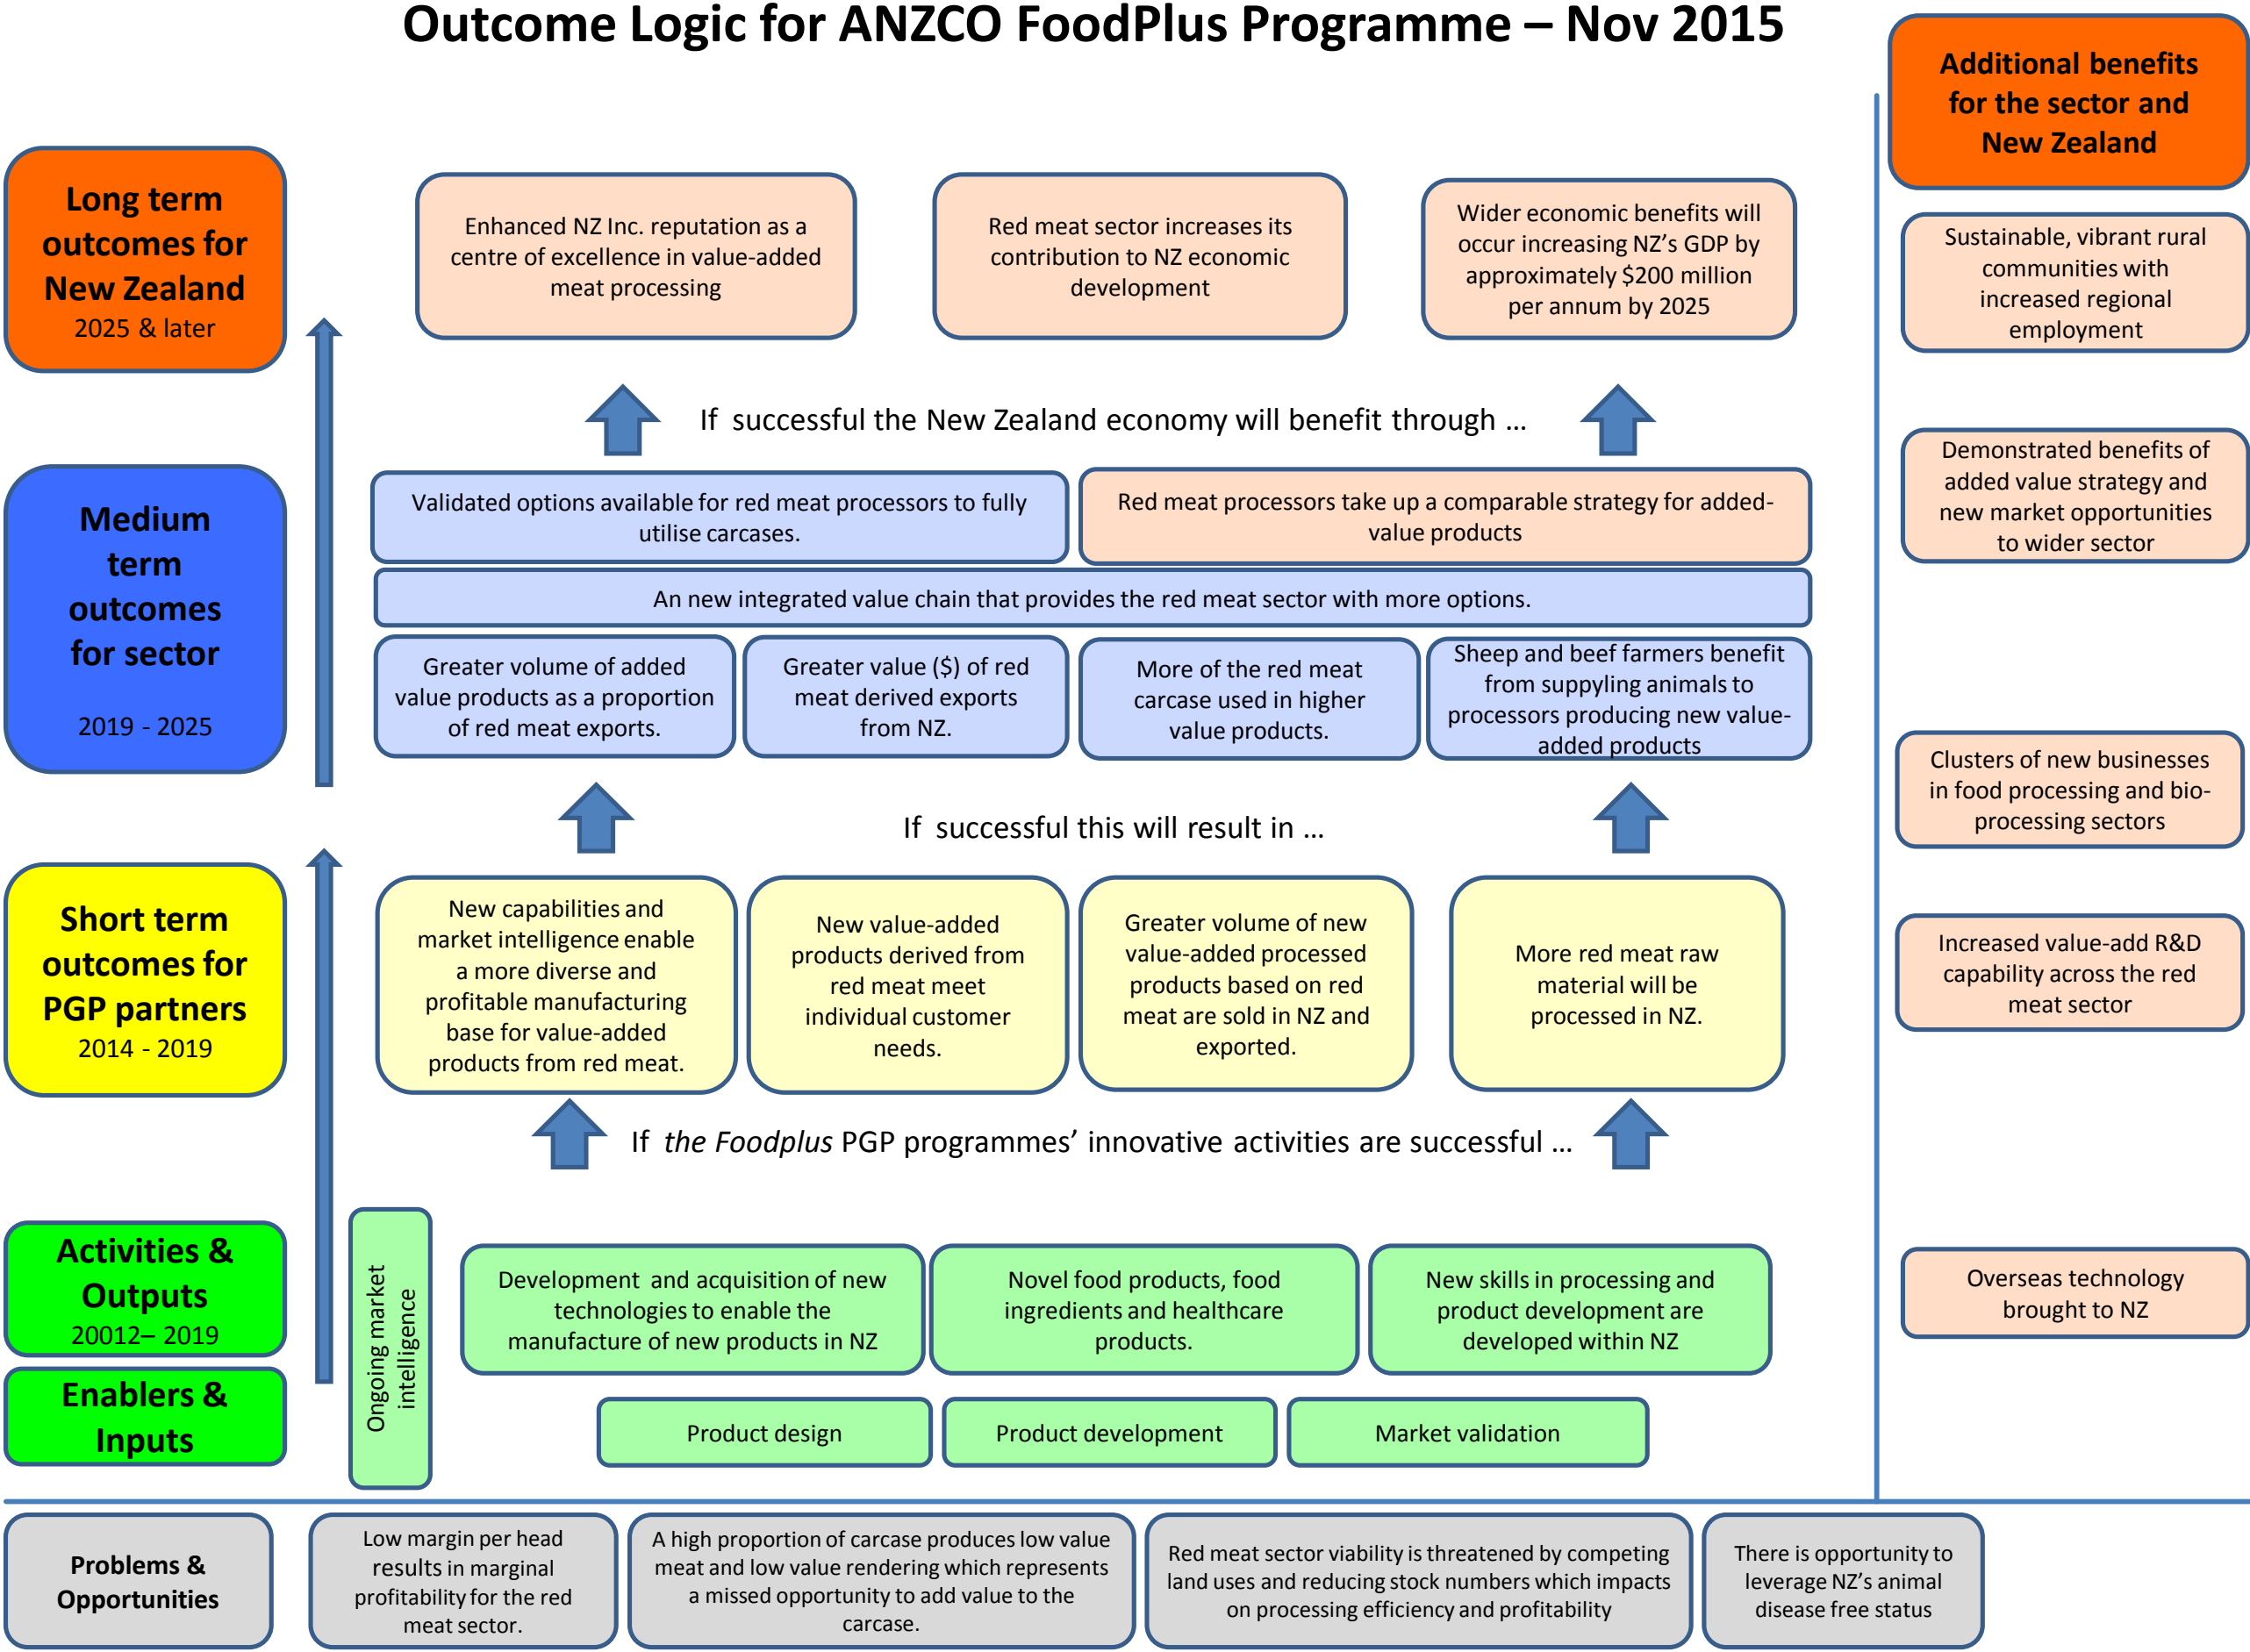 Outcome Logic for ANZCO FoodPlus Programme – Nov 2015
Additional benefits
for the sector and
New Zealand
Long term
outcomes for
New Zealand
2025 & later
Enhanced NZ Inc. reputation as a
centre of excellence in value-added
meat processing
Red meat sector increases its
contribution to NZ economic
development
Wider economic benefits will
occur increasing NZ's GDP by
approximately $200 million
per annum by 2025
Sustainable, vibrant rural
communities with
increased regional
employment
If successful the New Zealand economy will benefit through ...
Medium
term
outcomes
for sector
2019 - 2025
Validated options available for red meat processors to fully
utilise carcases.
Red meat processors take up a comparable strategy for added-
value products
Demonstrated benefits of
added value strategy and
new market opportunities
to wider sector
An new integrated value chain that provides the red meat sector with more options.
Greater volume of added
value products as a proportion
of red meat exports.
Greater value ($) of red
meat derived exports
from NZ.
More of the red meat
carcase used in higher
value products.
Sheep and beef farmers benefit
from suppyling animals to
processors producing new value-
added products
Clusters of new businesses
in food processing and bio-
processing sectors
If successful this will result in ...
Short term
outcomes for
PGP partners
2014 - 2019
New capabilities and
market intelligence enable
a more diverse and
profitable manufacturing
base for value-added
products from red meat.
New value-added
products derived from
red meat meet
individual customer
needs.
Greater volume of new
value-added processed
products based on red
meat are sold in NZ and
exported.
More red meat raw
material will be
processed in NZ.
Increased value-add R&D
capability across the red
meat sector
If the Foodplus PGP programmes' innovative activities are successful ...
Activities &
Outputs
20012– 2019
Enablers &
Inputs
Ongoing market
intelligence
Development and acquisition of new
technologies to enable the
manufacture of new products in NZ
Novel food products, food
ingredients and healthcare
products.
New skills in processing and
product development are
developed within NZ
Overseas technology
brought to NZ
Product design
Product development
Market validation
Problems &
Opportunities
Low margin per head
results in marginal
profitability for the red
meat sector.
A high proportion of carcase produces low value
meat and low value rendering which represents
a missed opportunity to add value to the
carcase.
Red meat sector viability is threatened by competing
land uses and reducing stock numbers which impacts
on processing efficiency and profitability
There is opportunity to
leverage NZ's animal
disease free status